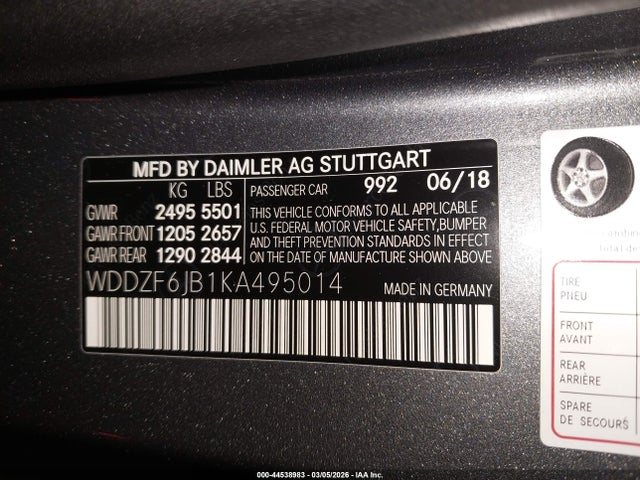 MFD BY DAIMLER AG STUTTGART
KG LBS
GVWR 2495 5501
GAWR FRONT 1205 2657
GAWR REAR 1290 2844
PASSENGER CAR 992 06/18
THIS VEHICLE CONFORMS TO ALL APPLICABLE
U.S. FEDERAL MOTOR VEHICLE SAFETY,BUMPER
AND THEFT PREVENTION STANDARDS IN EFFECT
ON THE DATE OF MANUFACTURE SHOWN ABOVE
WDDZF6JB1KA495014
MADE IN GERMANY
TIRE
PNEU
FRONT
AVANT
REAR
ARRIÈRE
SPARE
DE SECOURS
000-44538983 - 03/05/2026 - IAA Inc.